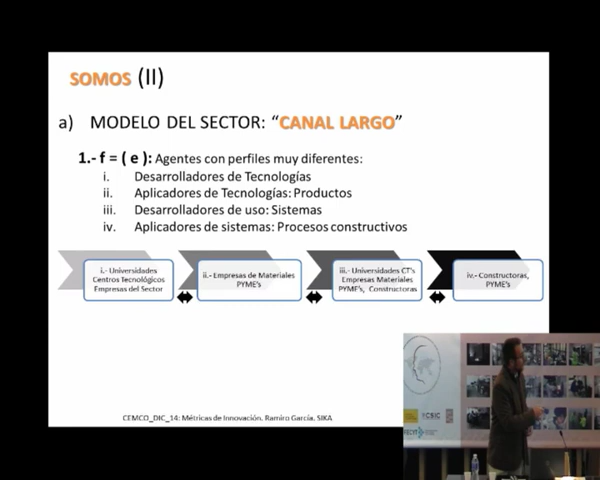 SOMOS (II)
a) MODELO DEL SECTOR: “CANAL LARGO”
1.- f = ( e ): Agentes con perfiles muy diferentes:
i. Desarrolladores de Tecnologías
ii. Aplicadores de Tecnologías: Productos
iii. Desarrolladores de uso: Sistemas
iv. Aplicadores de sistemas: Procesos constructivos
i.- Universidades
Centros Tecnológicos
Empresas del Sector
ii.- Empresas de Materiales
PYME’s
iii.- Universidades CT’s
Empresas Materiales
PYME’s, Constructoras
iv.- Constructoras,
PYME’s
CEMCO_DIC_14: Métricas de Innovación. Ramiro García. SIKA
CSIC